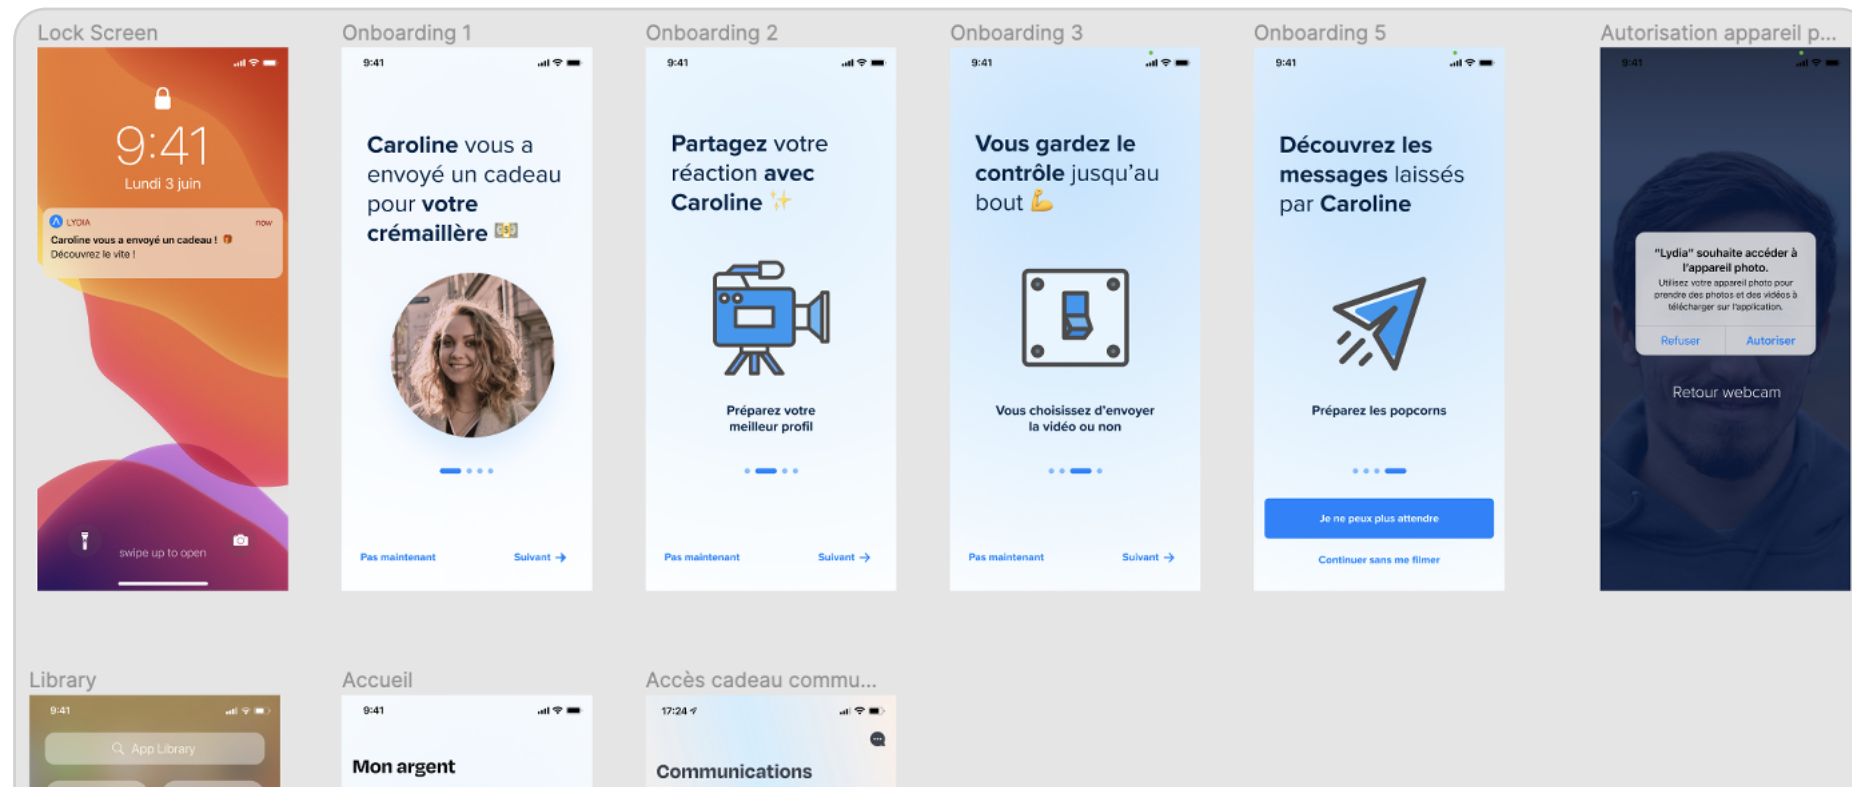 Lock Screen
Onboarding 1
Onboarding 2
Onboarding 3
Onboarding 5
Autorisation appareil p...
9:41
Lundi 3 juin
LYDIA
now
Caroline vous a envoyé un cadeau ! 🎁
Découvrez le vite !
swipe up to open
9:41
Caroline vous a
envoyé un cadeau
pour votre
crémaillère 💵
Pas maintenant
Suivant →
9:41
Partagez votre
réaction avec
Caroline ✨
Préparez votre
meilleur profil
Pas maintenant
Suivant →
9:41
Vous gardez le
contrôle jusqu'au
bout 💪
Vous choisissez d'envoyer
la vidéo ou non
Pas maintenant
Suivant →
9:41
Découvrez les
messages laissés
par Caroline
Préparez les popcorns
Je ne peux plus attendre
Continuer sans me filmer
9:41
"Lydia" souhaite accéder à
l'appareil photo.
Utilisez votre appareil photo pour
prendre des photos et des vidéos à
télécharger sur l'application.
Refuser
Autoriser
Retour webcam
Library
Accueil
Accès cadeau commu...
9:41
App Library
9:41
Mon argent
17:24
Communications